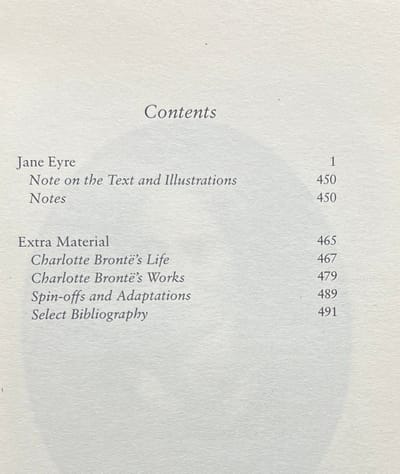 Contents
Jane Eyre 1
Note on the Text and Illustrations 450
Notes 450
Extra Material 465
Charlotte Brontë's Life 467
Charlotte Brontë's Works 479
Spin-offs and Adaptations 489
Select Bibliography 491